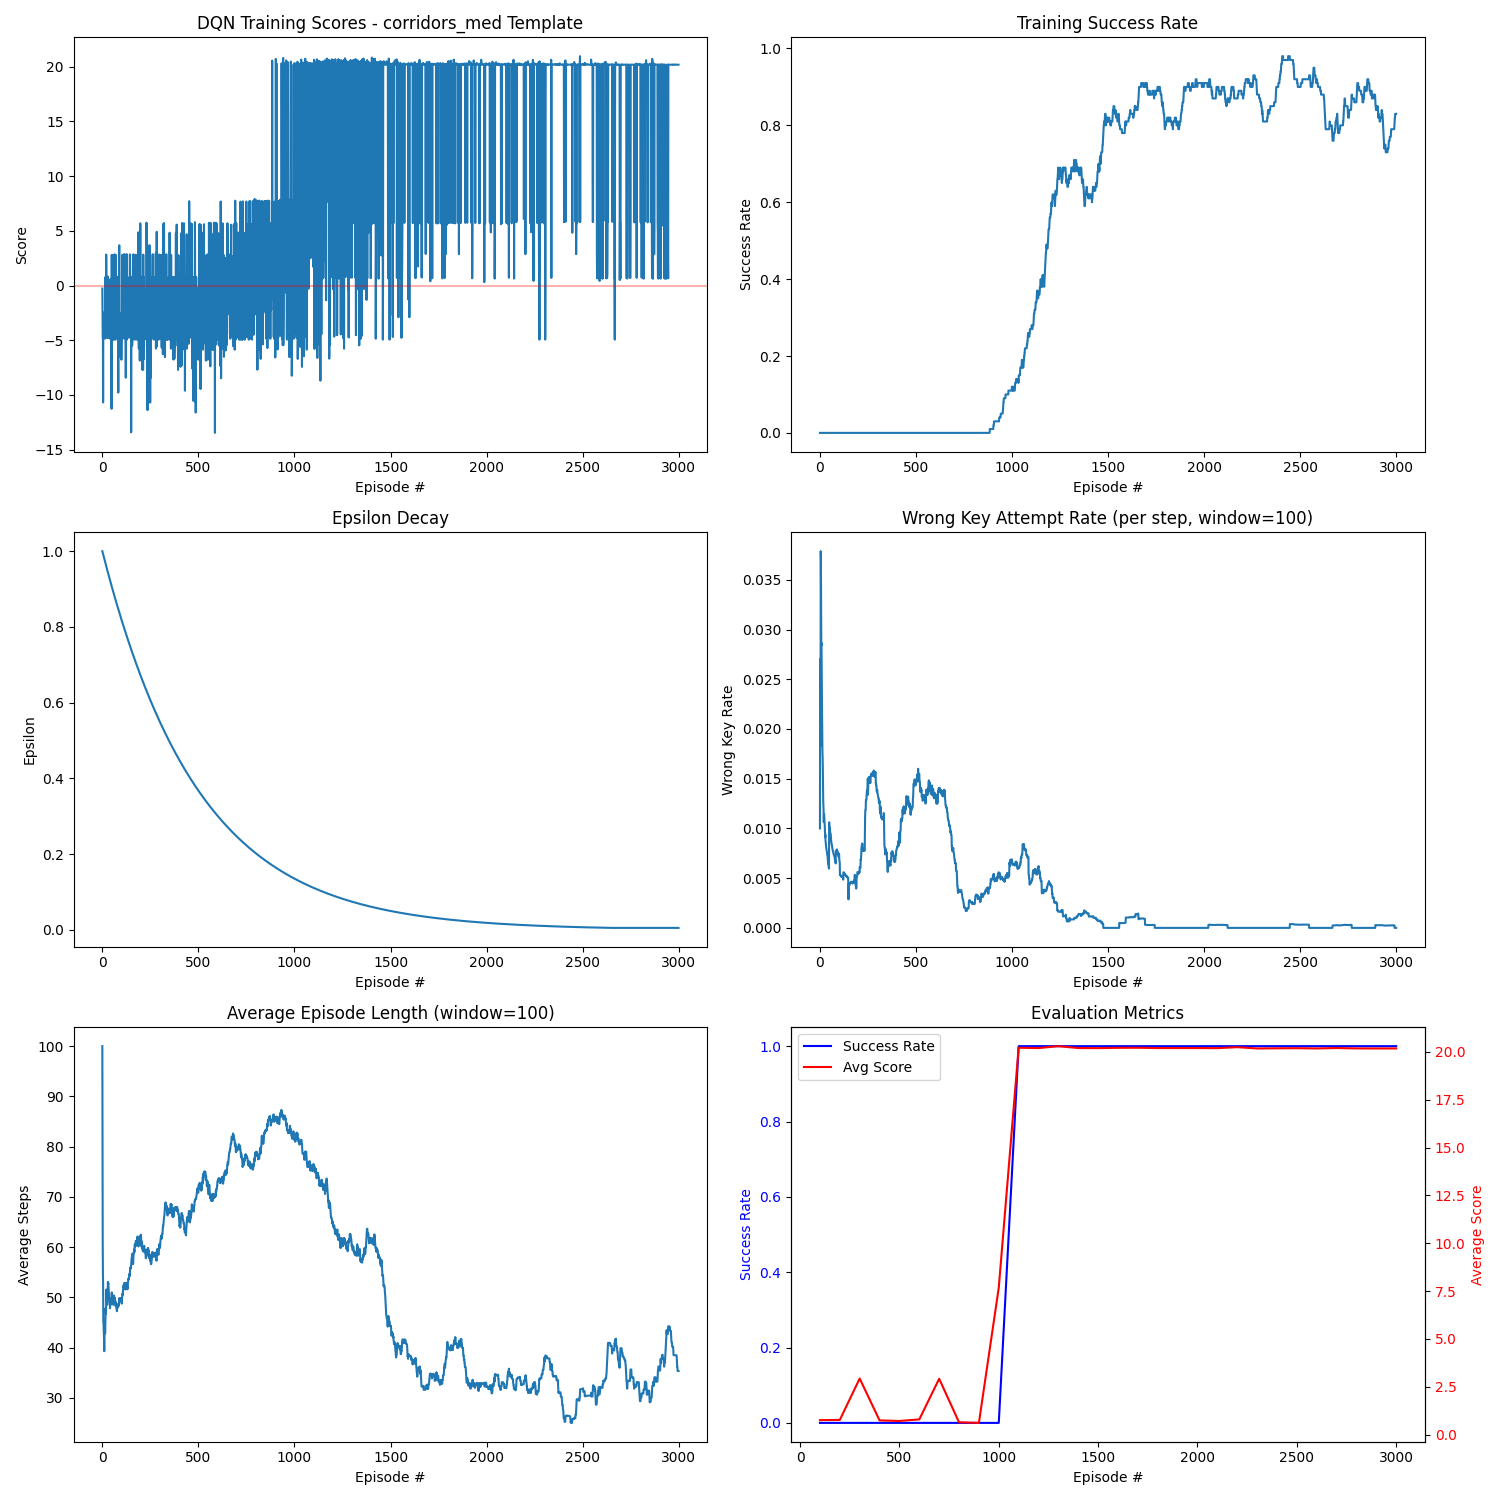 DQN Training Scores - corridors_med Template
20
15
10
5
0
−5
−10
−15
Score
0 500 1000 1500 2000 2500 3000
Episode #
Training Success Rate
1.0
0.8
0.6
0.4
0.2
0.0
Success Rate
0 500 1000 1500 2000 2500 3000
Episode #
Epsilon Decay
1.0
0.8
0.6
0.4
0.2
0.0
Epsilon
0 500 1000 1500 2000 2500 3000
Episode #
Wrong Key Attempt Rate (per step, window=100)
0.035
0.030
0.025
0.020
0.015
0.010
0.005
0.000
Wrong Key Rate
0 500 1000 1500 2000 2500 3000
Episode #
Average Episode Length (window=100)
100
90
80
70
60
50
40
30
Average Steps
0 500 1000 1500 2000 2500 3000
Episode #
Evaluation Metrics
Success Rate
Avg Score
1.0
0.8
0.6
0.4
0.2
0.0
Success Rate
20.0
17.5
15.0
12.5
10.0
7.5
5.0
2.5
0.0
Average Score
0 500 1000 1500 2000 2500 3000
Episode #